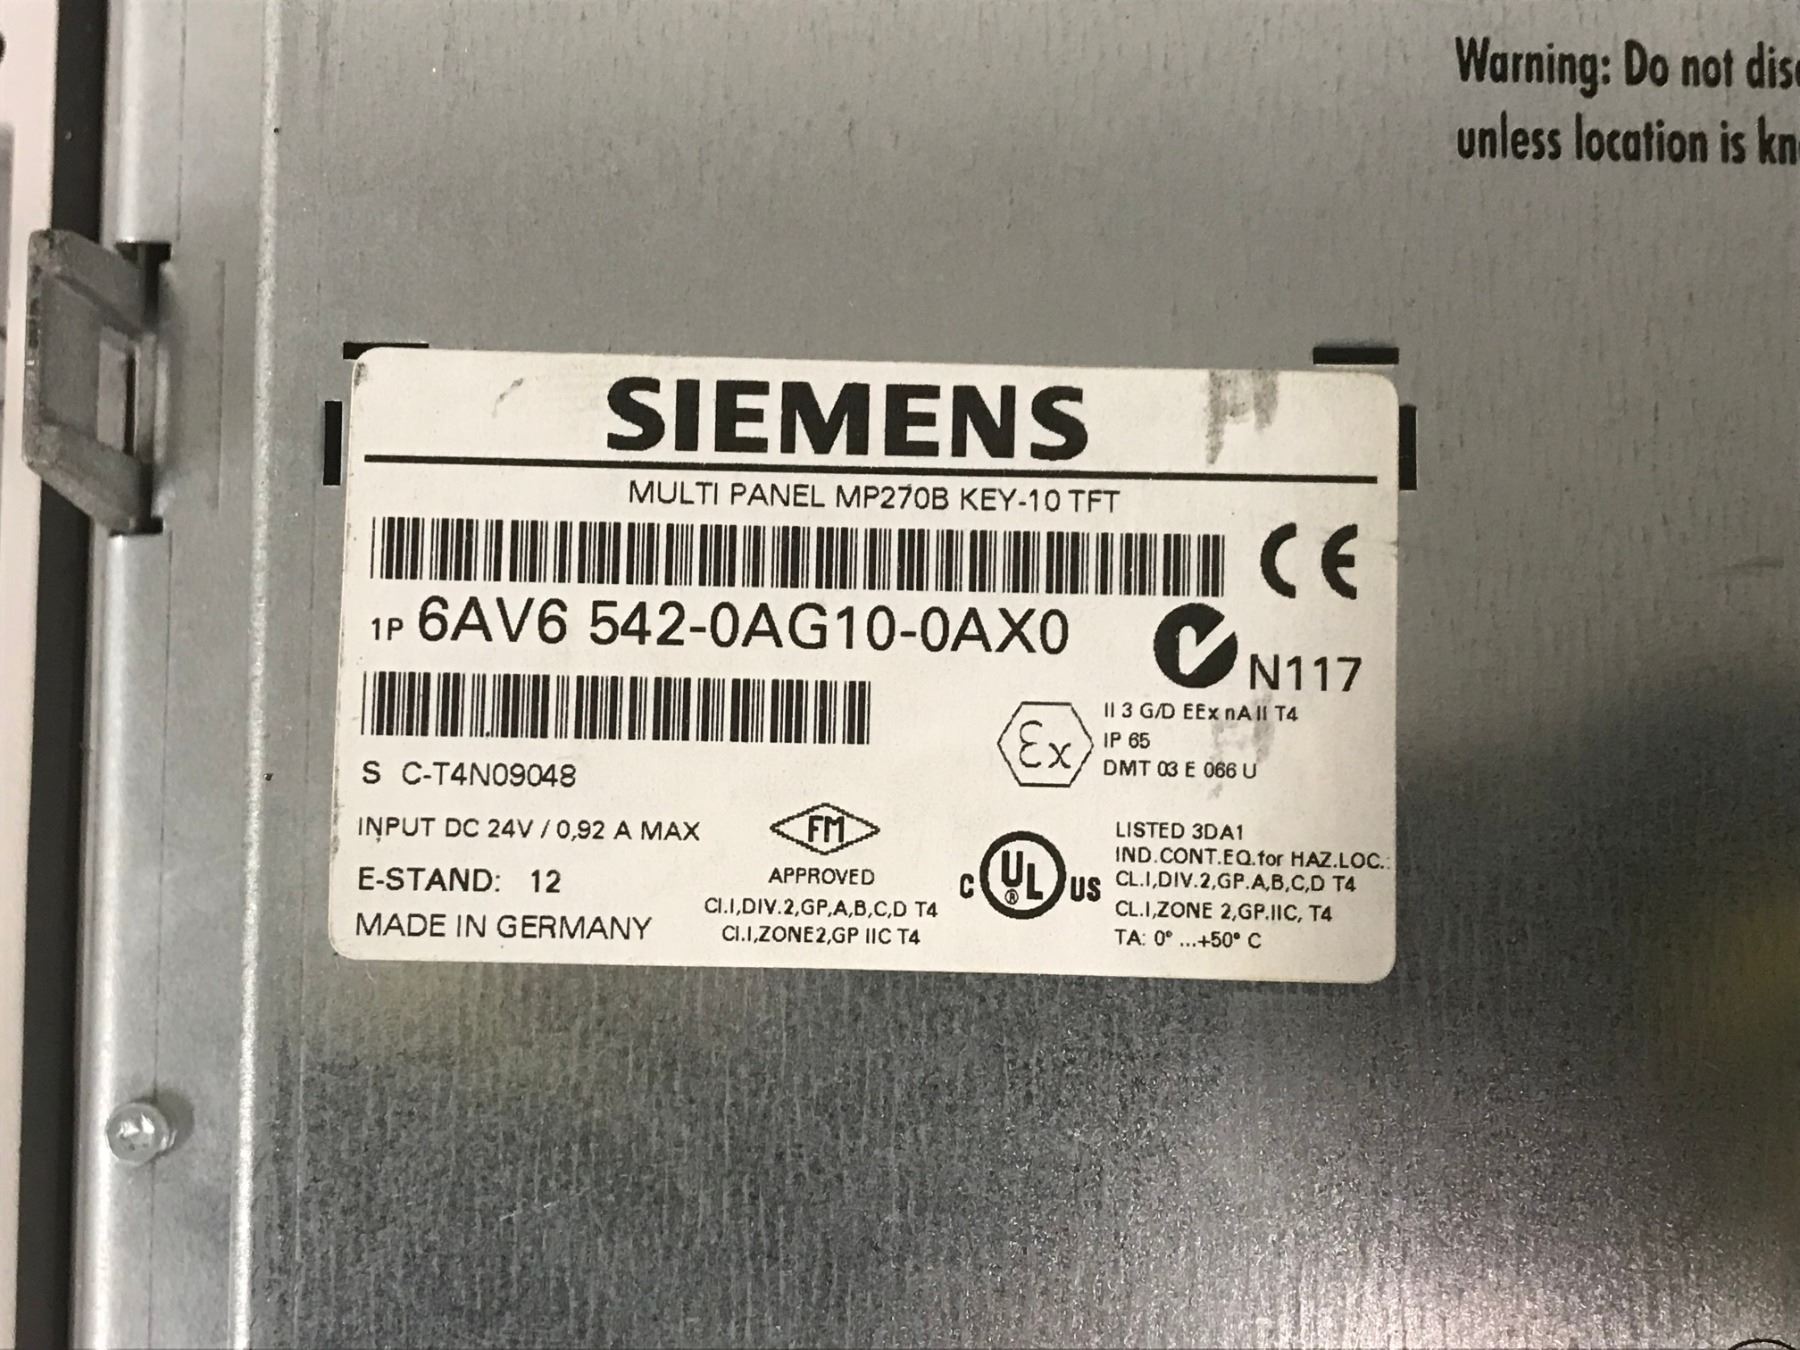 Warning: Do not
unless location is
SIEMENS
MULTI PANEL MP270B KEY-10 TFT
CE
1P 6AV6 542-0AG10-0AX0
N117
Ex
II 3 G/D EEx nA II T4
IP 65
DMT 03 E 066 U
S C-T4N09048
INPUT DC 24V / 0,92 A MAX
E-STAND: 12
MADE IN GERMANY
FM
APPROVED
CI.I,DIV.2,GP,A,B,C,D T4
CI.I,ZONE2,GP IIC T4
C UL ® US
LISTED 3DA1
IND.CONT.EQ.for HAZ.LOC.:
CL.I,DIV.2,GP.A,B,C,D T4
CL.I,ZONE 2,GP.IIC, T4
TA: 0° ...+50° C